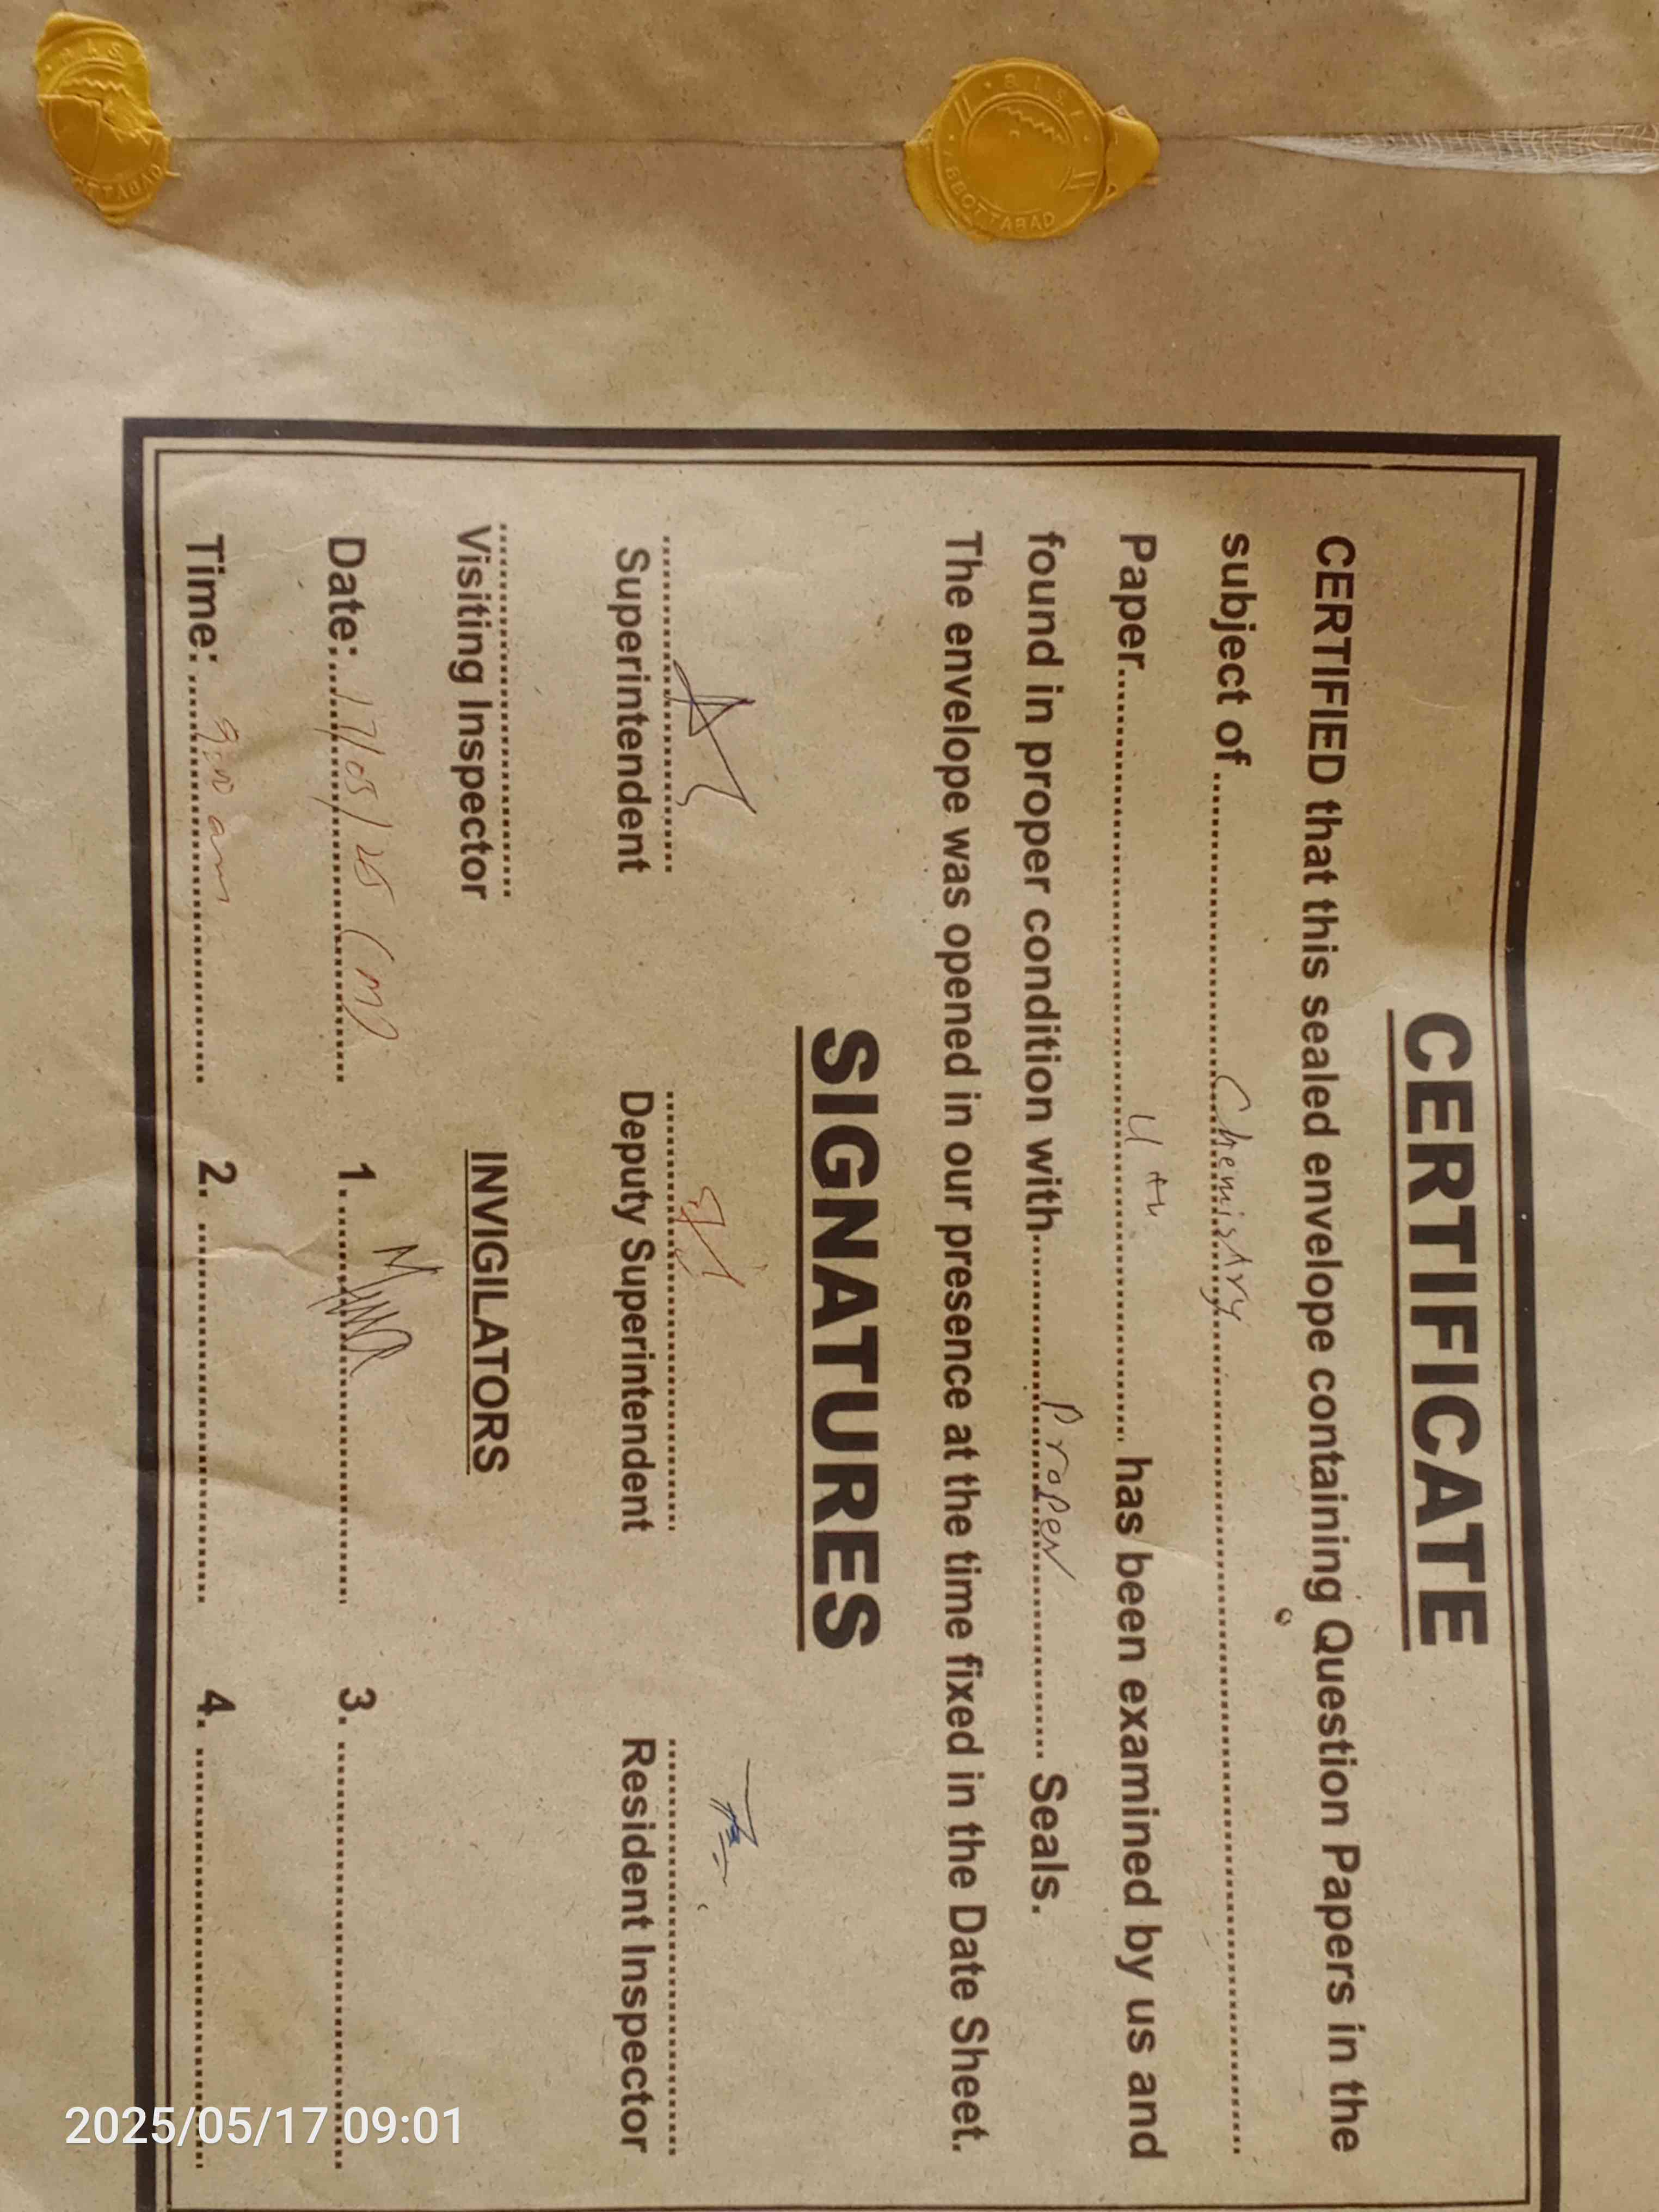 CERTIFICATE
CERTIFIED that this sealed envelope containing Question Papers in the
subject of Chemistry
Paper has been examined by us and
found in proper condition with Proper Seals.
The envelope was opened in our presence at the time fixed in the Date Sheet.
SIGNATURES
Superintendent Deputy Superintendent Resident Inspector
Visiting Inspector INVIGILATORS
Date: 17/05/25 (M) 1. 3.
Time: 9:00 am 2. 4.
B.I.S.E
ABBOTTABAD
B.I.S
TTABAD
2025/05/17 09:01